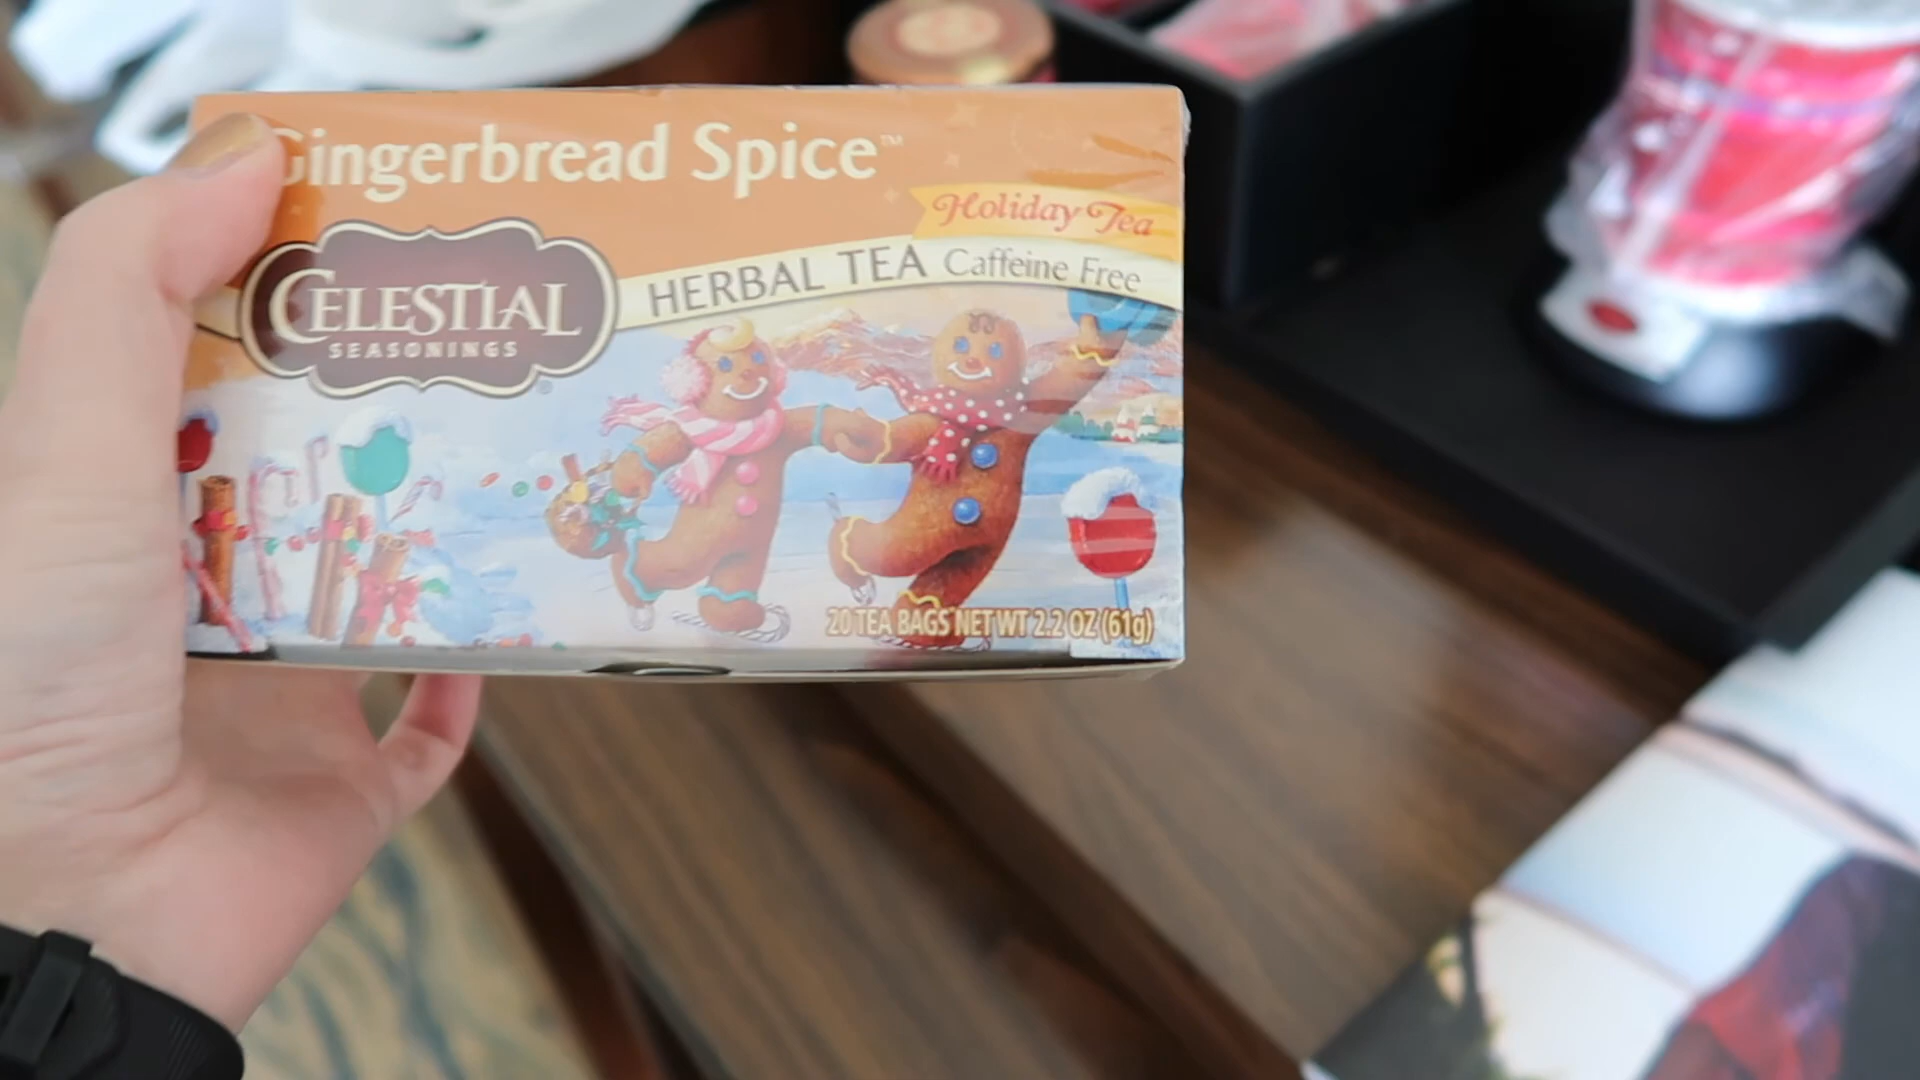 Gingerbread Spice™
Holiday Tea
HERBAL TEA Caffeine Free
CELESTIAL
SEASONINGS®
20 TEA BAGS NET WT 2.2 OZ (61g)